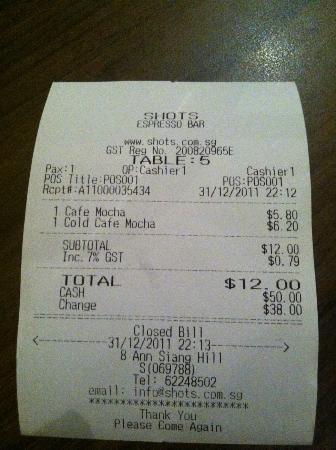 SHOTS
ESPRESSO BAR
www.shots.com.sg
GST Reg No. 200820965E
TABLE:5
Pax:1 OP:Cashier1 Cashier1
POS Title:POS001 POS:POS001
Rcpt#:A11000035434 31/12/2011 22:12
1 Cafe Mocha $5.80
1 Cold Cafe Mocha $6.20
SUBTOTAL $12.00
Inc.7% GST $0.79
TOTAL $12.00
CASH $50.00
Change $38.00
Closed Bill
<---------31/12/2011 22:13--------->
8 Ann Siang Hill
S(069788)
Tel: 62248502
email: info@shots.com.sg
*************************
Thank You
Please Come Again